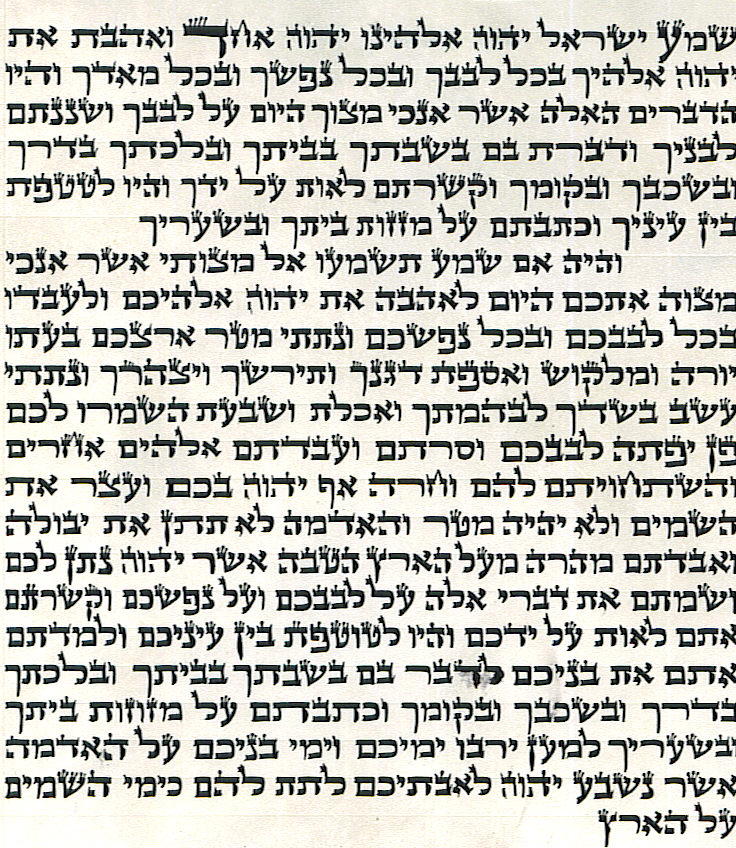 שמע ישראל יהוה אלהינו יהוה אחד ואהבת את
יהוה אלהיך בכל לבבך ובכל נפשך ובכל מאדך והיו
הדברים האלה אשר אנכי מצוך היום על לבבך ושננתם
לבניך ודברת בם בשבתך בביתך ובלכתך בדרך
ובשכבך ובקומך וקשרתם לאות על ידך והיו לטטפת
בין עיניך וכתבתם על מזזות ביתך ובשעריך
והיה אם שמע תשמעו אל מצותי אשר אנכי
מצוה אתכם היום לאהבה את יהוה אלהיכם ולעבדו
בכל לבבכם ובכל נפשכם ונתתי מטר ארצכם בעתו
יורה ומלקוש ואספת דגנך ותירשך ויצהרך ונתתי
עשב בשדך לבהמתך ואכלת ושבעת השמרו לכם
פן יפתה לבבכם וסרתם ועבדתם אלהים אחרים
והשתחויתם להם וחרה אף יהוה בכם ועצר את
השמים ולא יהיה מטר והאדמה לא תתן את יבולה
ואבדתם מהרה מעל הארץ הטבה אשר יהוה נתן לכם
ושמתם את דברי אלה על לבבכם ועל נפשכם וקשרתם
אתם לאות על ידכם והיו לטוטפת בין עיניכם ולמדתם
אתם את בניכם לדבר בם בשבתך בביתך ובלכתך
בדרך ובשכבך ובקומך וכתבתם על מזוזות ביתך
ובשעריך למען ירבו ימיכם וימי בניכם על האדמה
אשר נשבע יהוה לאבתיכם לתת להם כימי השמים
על הארץ